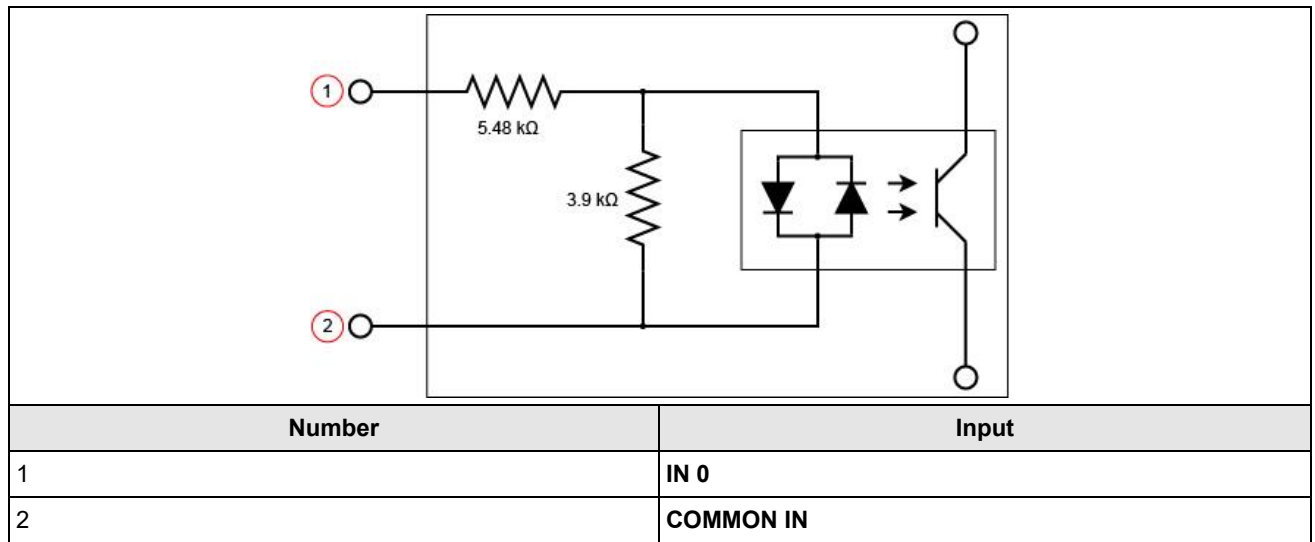 1
5.48 kΩ
3.9 kΩ
2
Number Input
1 IN 0
2 COMMON IN